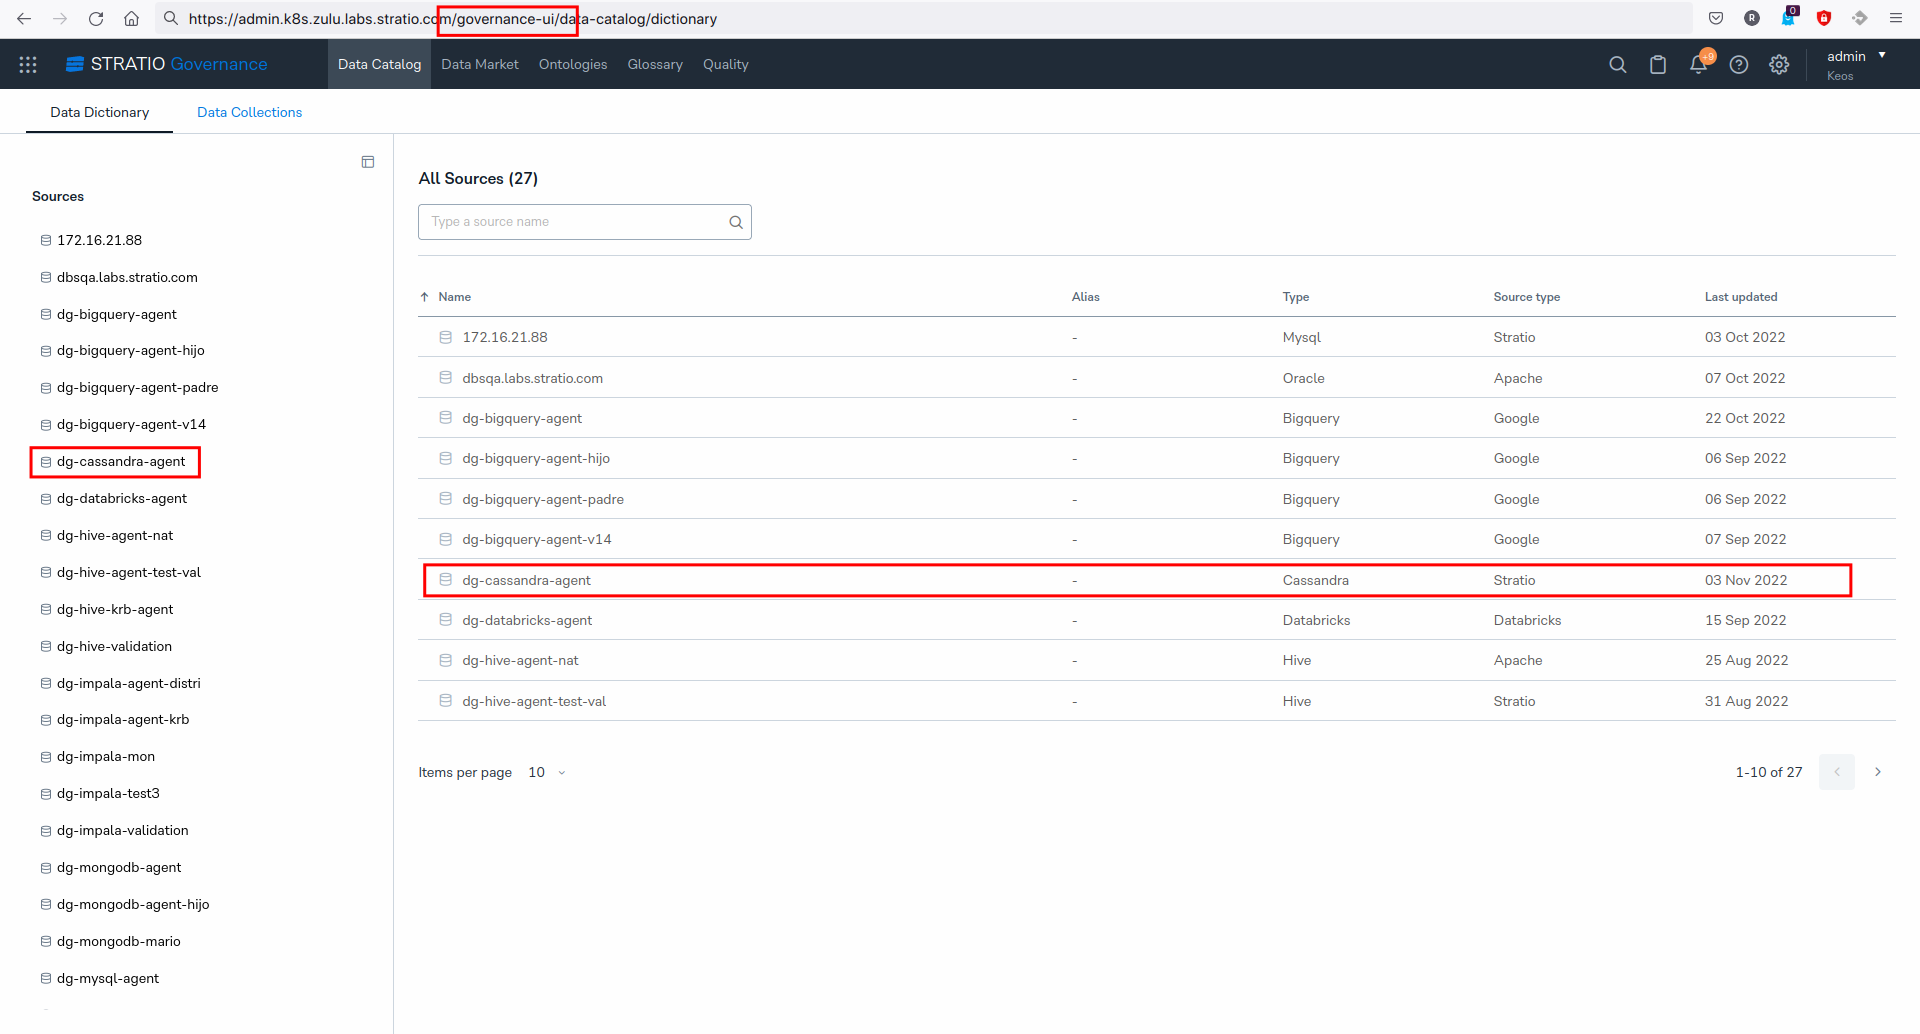 https://admin.k8s.zulu.labs.stratio.com/governance-ui/data-catalog/dictionary
R
0
STRATIO Governance
Data Catalog
Data Market
Ontologies
Glossary
Quality
+9
admin
Keos
Data Dictionary
Data Collections
Sources
172.16.21.88
dbsqa.labs.stratio.com
dg-bigquery-agent
dg-bigquery-agent-hijo
dg-bigquery-agent-padre
dg-bigquery-agent-v14
dg-cassandra-agent
dg-databricks-agent
dg-hive-agent-nat
dg-hive-agent-test-val
dg-hive-krb-agent
dg-hive-validation
dg-impala-agent-distri
dg-impala-agent-krb
dg-impala-mon
dg-impala-test3
dg-impala-validation
dg-mongodb-agent
dg-mongodb-agent-hijo
dg-mongodb-mario
dg-mysql-agent
All Sources (27)
Type a source name
Name Alias Type Source type Last updated
172.16.21.88 - Mysql Stratio 03 Oct 2022
dbsqa.labs.stratio.com - Oracle Apache 07 Oct 2022
dg-bigquery-agent - Bigquery Google 22 Oct 2022
dg-bigquery-agent-hijo - Bigquery Google 06 Sep 2022
dg-bigquery-agent-padre - Bigquery Google 06 Sep 2022
dg-bigquery-agent-v14 - Bigquery Google 07 Sep 2022
dg-cassandra-agent - Cassandra Stratio 03 Nov 2022
dg-databricks-agent - Databricks Databricks 15 Sep 2022
dg-hive-agent-nat - Hive Apache 25 Aug 2022
dg-hive-agent-test-val - Hive Stratio 31 Aug 2022
Items per page 10
1-10 of 27